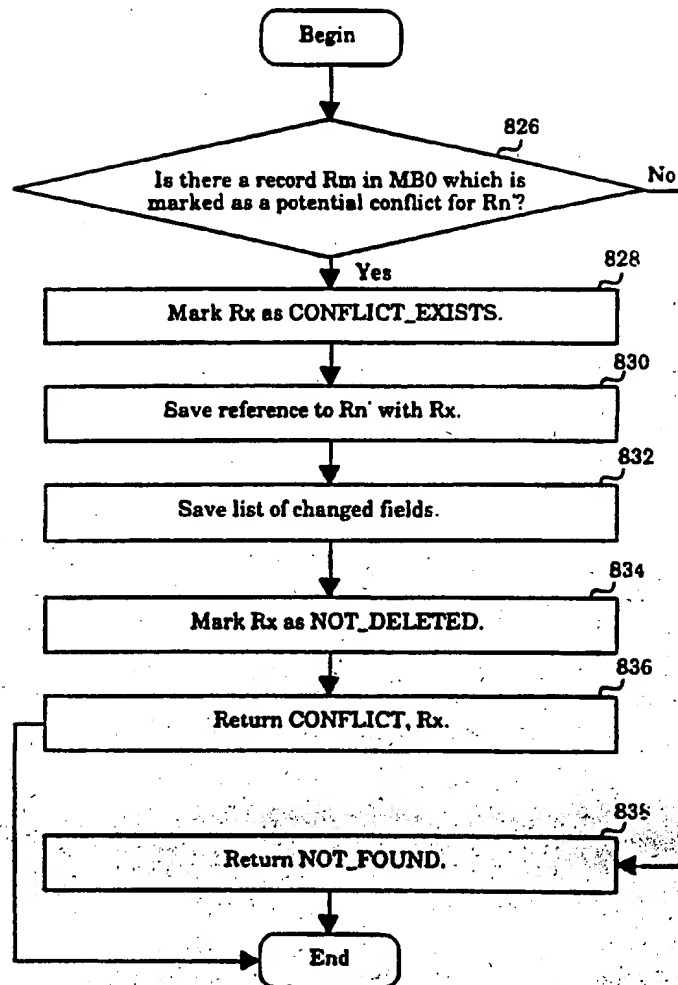 Begin
826
Is there a record Rm in MB0 which is
marked as a potential conflict for Rn'?
No
Yes
828
Mark Rx as CONFLICT_EXISTS.
830
Save reference to Rn' with Rx.
832
Save list of changed fields.
834
Mark Rx as NOT_DELETED.
836
Return CONFLICT, Rx.
838
Return NOT_FOUND.
End